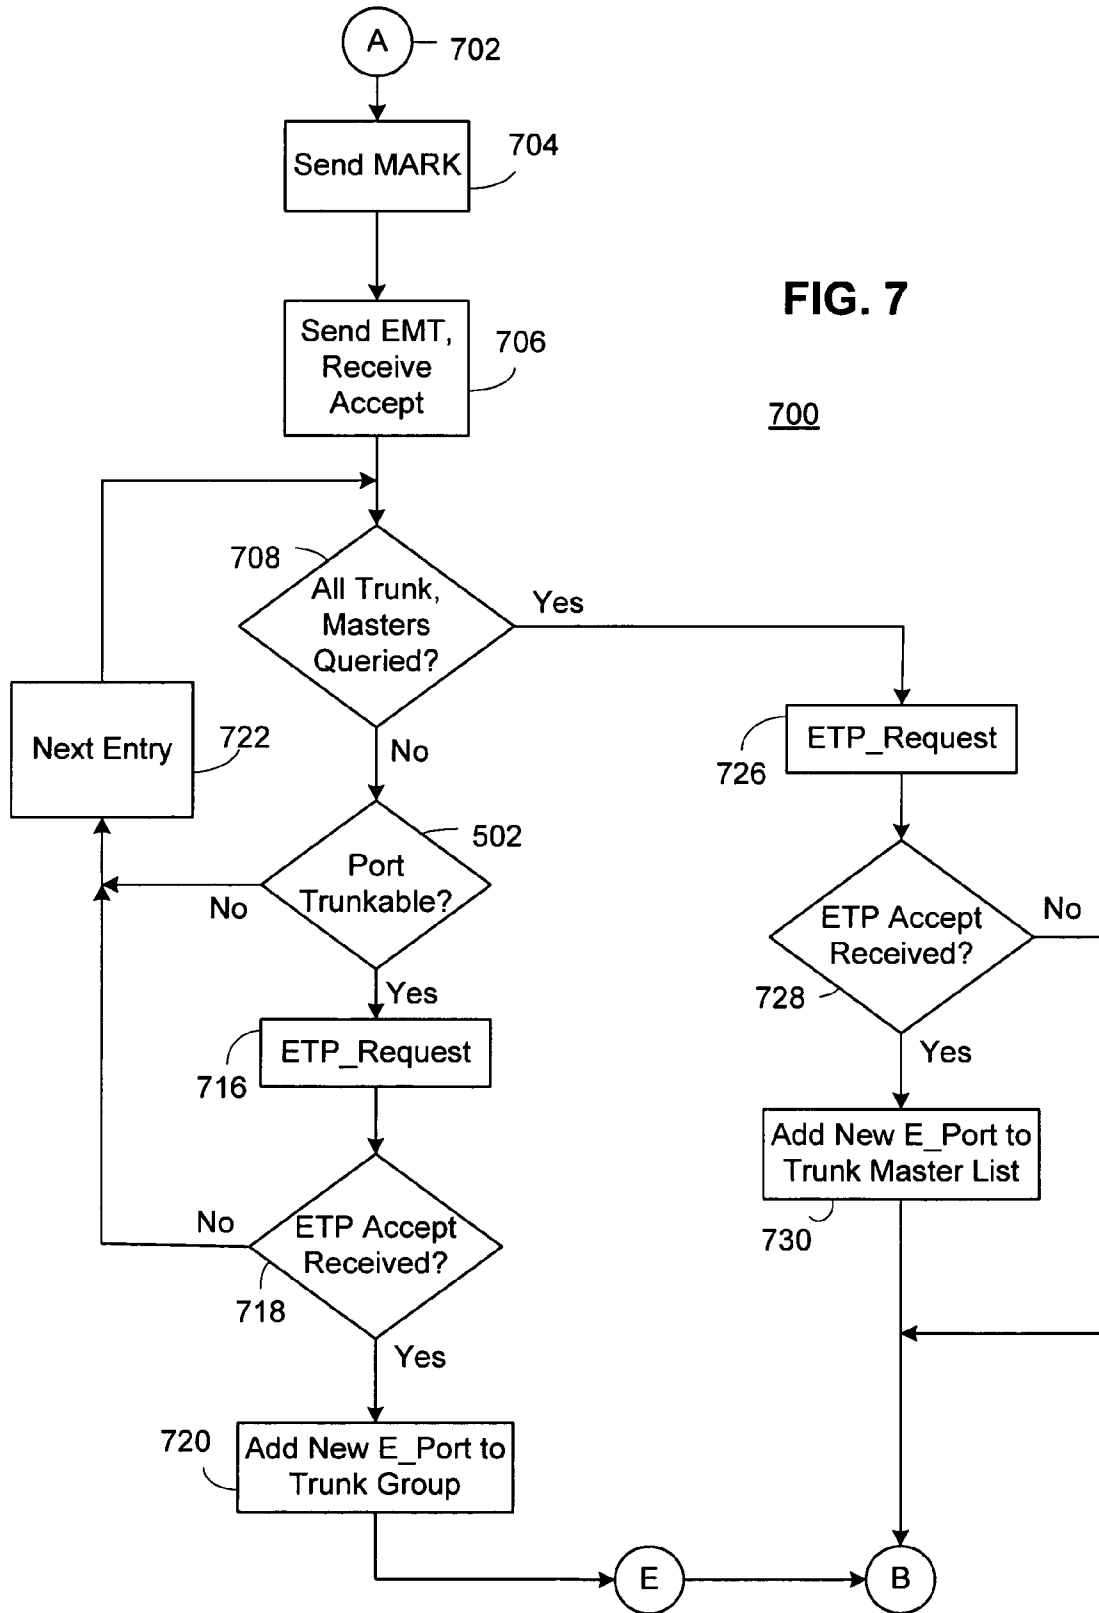 A
702
Send MARK
704
FIG. 7
700
Send EMT,
Receive
Accept
706
708
All Trunk,
Masters
Queried?
Yes
No
Next Entry
722
ETP_Request
726
502
Port
Trunkable?
No
Yes
ETP Accept
Received?
No
728
Yes
ETP_Request
716
Add New E_Port to
Trunk Master List
730
No
ETP Accept
Received?
718
Yes
720
Add New E_Port to
Trunk Group
E
B